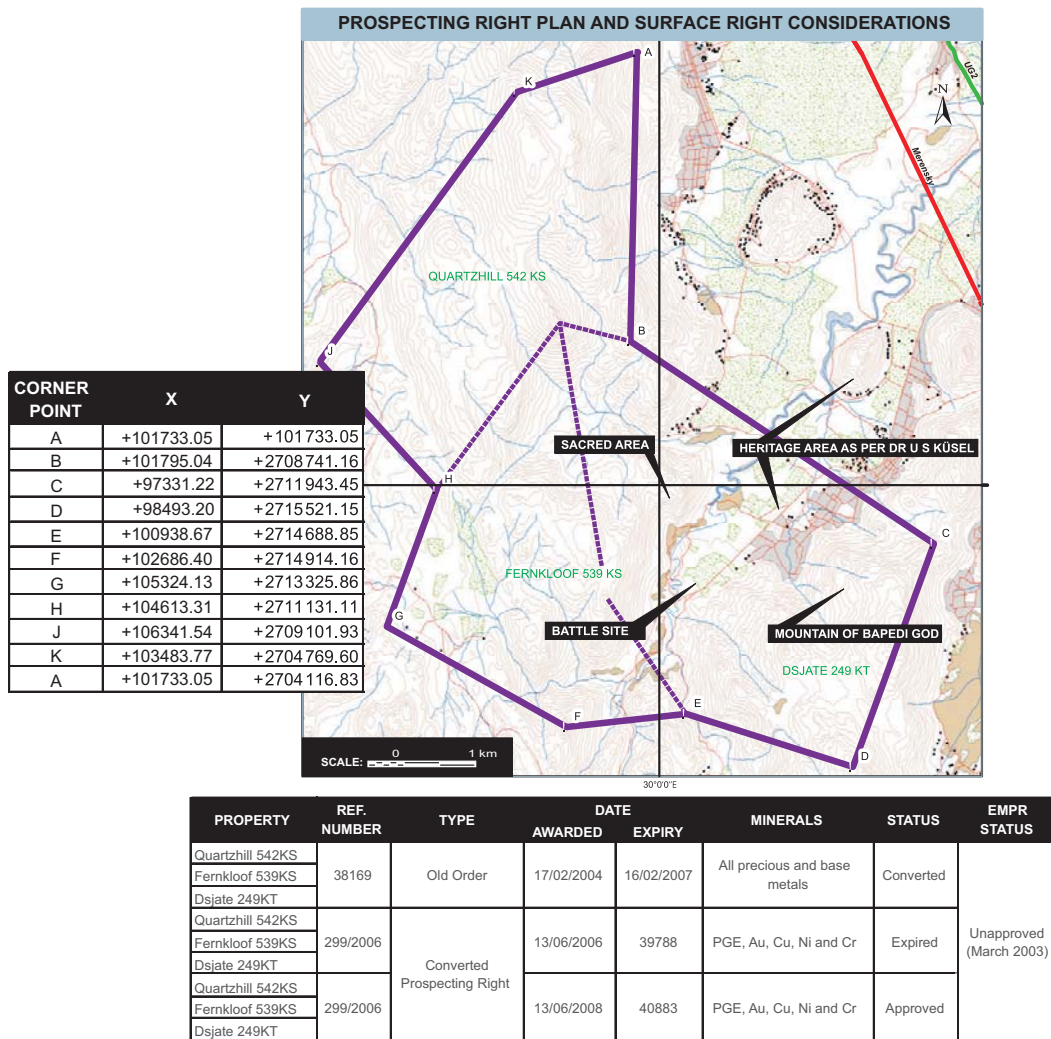 PROSPECTING RIGHT PLAN AND SURFACE RIGHT CONSIDERATIONS
A
K
UG2
N
Merensky
QUARTZHILL 542 KS
B
J
SACRED AREA
HERITAGE AREA AS PER DR U S KÜSEL
H
C
FERNKLOOF 539 KS
G
BATTLE SITE
MOUNTAIN OF BAPEDI GOD
DSJATE 249 KT
E
F
D
SCALE: 0 1 km
30°0'0"E
CORNER POINT X Y
A +101733.05 +101733.05
B +101795.04 +2708741.16
C +97331.22 +2711943.45
D +98493.20 +2715521.15
E +100938.67 +2714688.85
F +102686.40 +2714914.16
G +105324.13 +2713325.86
H +104613.31 +2711131.11
J +106341.54 +2709101.93
K +103483.77 +2704769.60
A +101733.05 +2704116.83
PROPERTY REF. NUMBER TYPE DATE AWARDED EXPIRY MINERALS STATUS EMPR STATUS
Quartzhill 542KS
Fernkloof 539KS 38169 Old Order 17/02/2004 16/02/2007 All precious and base metals Converted
Dsjate 249KT
Quartzhill 542KS
Fernkloof 539KS 299/2006 13/06/2006 39788 PGE, Au, Cu, Ni and Cr Expired Unapproved (March 2003)
Dsjate 249KT
Converted Prospecting Right
Quartzhill 542KS
Fernkloof 539KS 299/2006 13/06/2008 40883 PGE, Au, Cu, Ni and Cr Approved
Dsjate 249KT